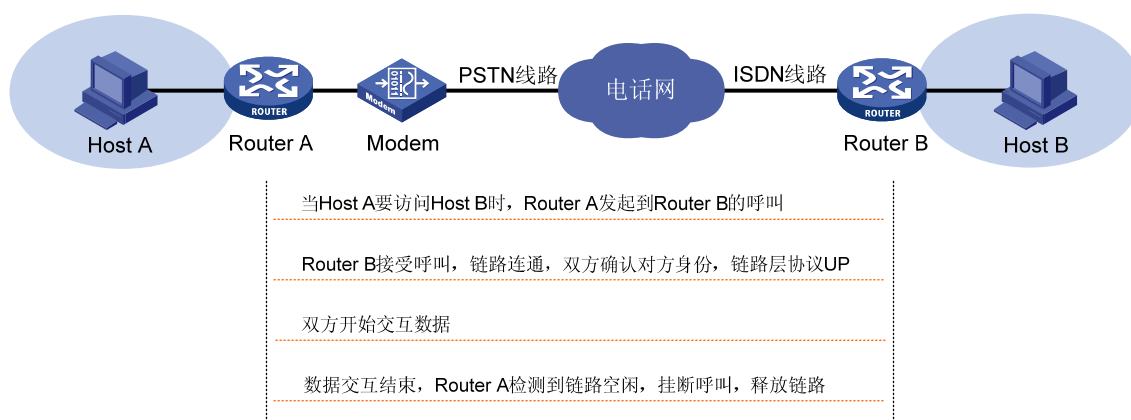 PSTN线路
电话网
ISDN线路
01011
Modem
ROUTER
ROUTER
Host A
Router A
Modem
Router B
Host B
当Host A要访问Host B时，Router A发起到Router B的呼叫
Router B接受呼叫，链路连通，双方确认对方身份，链路层协议UP
双方开始交互数据
数据交互结束，Router A检测到链路空闲，挂断呼叫，释放链路